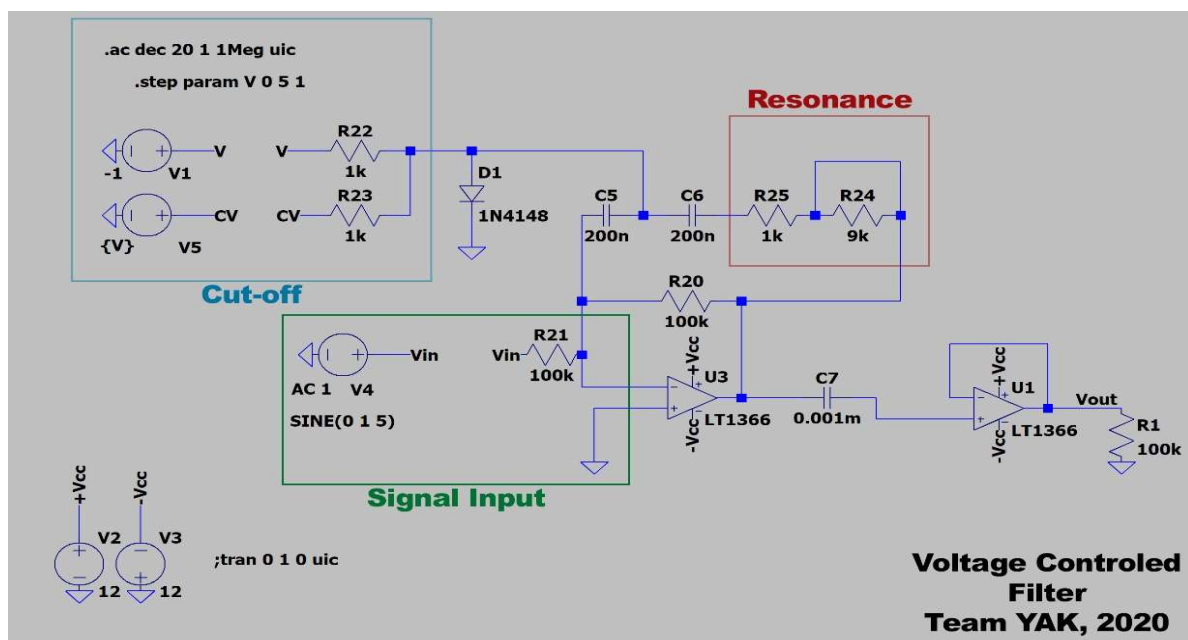 .ac dec 20 1 1Meg uic
.step param V 0 5 1
Resonance
R22
V
V
-1
V1
1k
D1
R23
1N4148
CV
CV
{V}
V5
1k
C5
C6
R25
R24
200n
200n
1k
9k
Cut-off
R20
100k
R21
Vin
Vin
100k
AC 1
V4
SINE(0 1 5)
+Vcc
U3
-Vcc
LT1366
C7
0.001m
+Vcc
U1
Vout
-Vcc
LT1366
R1
100k
Signal Input
+Vcc
-Vcc
V2
V3
12
12
;tran 0 1 0 uic
Voltage Controled
Filter
Team YAK, 2020